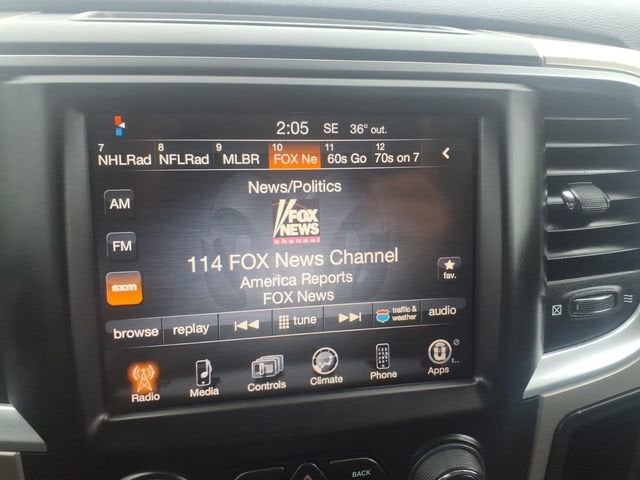 2:05 SE 36° out.
7 8 9 10 11 12
NHLRad NFLRad MLBR FOX Ne 60s Go 70s on 7
News/Politics
AM
FOX
NEWS
channel
FM
114 FOX News Channel
America Reports
fav.
sxm
FOX News
browse replay tune traffic & weather audio
Radio Media Controls Climate Phone Apps
BACK